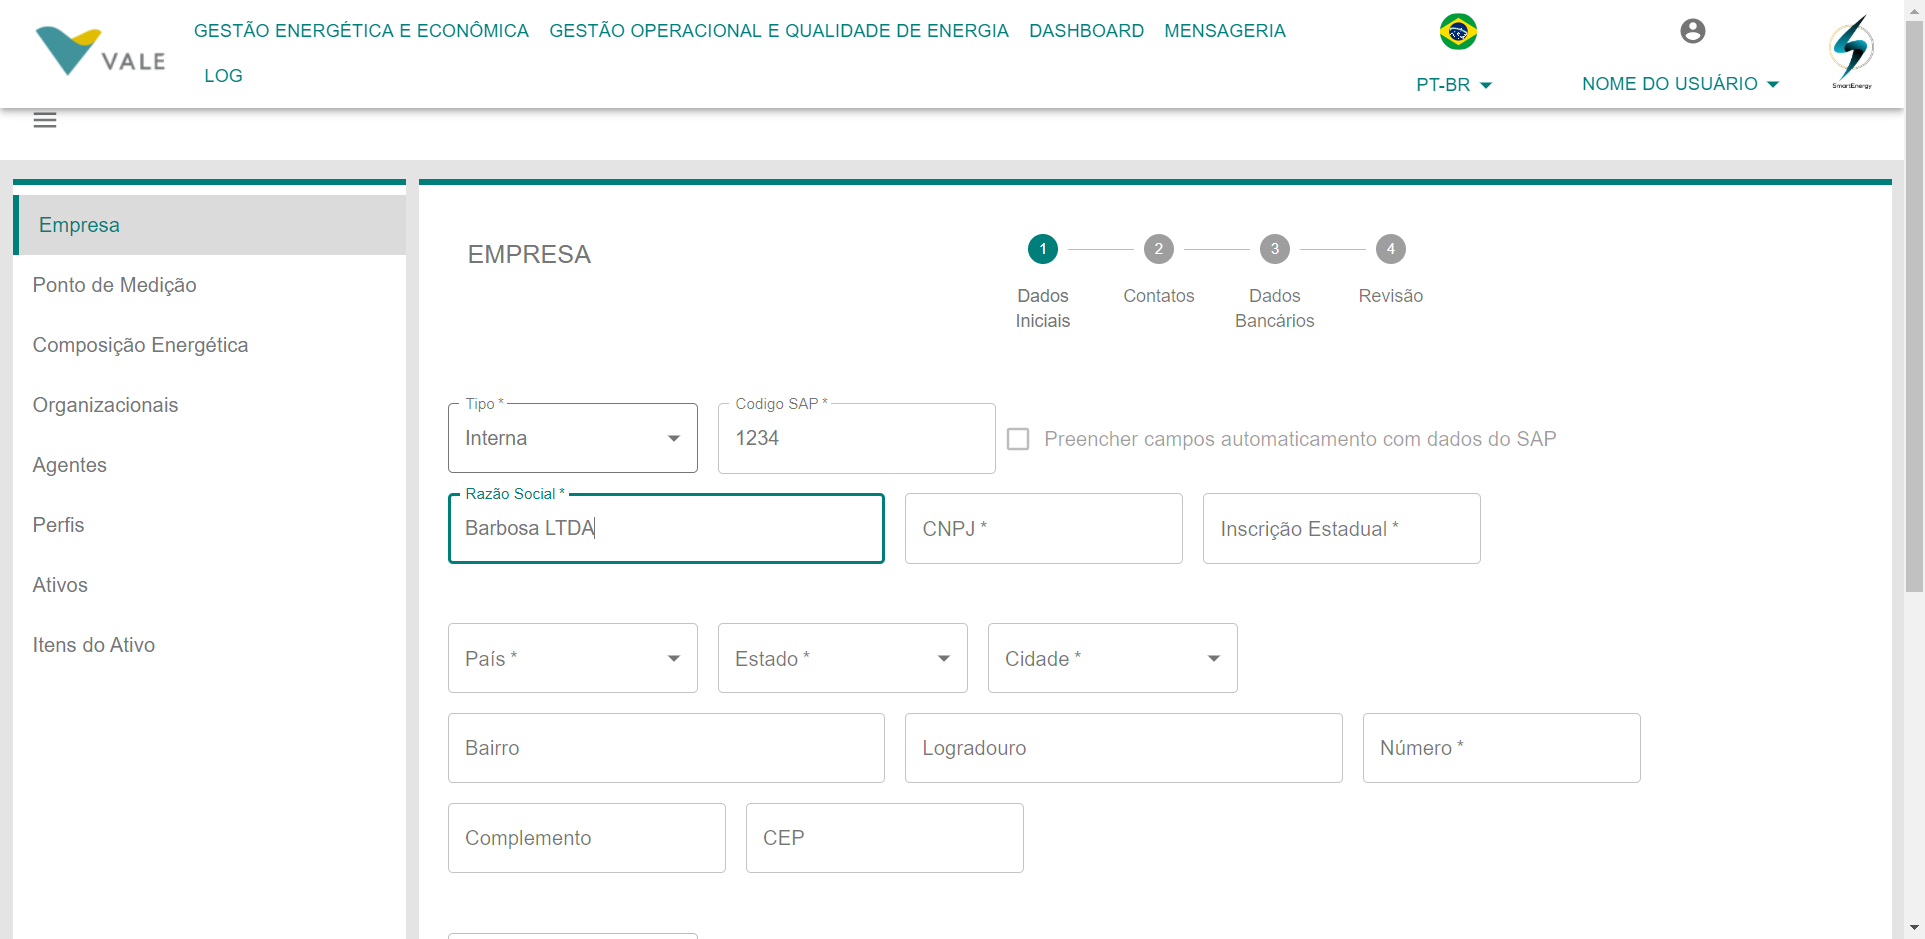 VALE
GESTÃO ENERGÉTICA E ECONÔMICA GESTÃO OPERACIONAL E QUALIDADE DE ENERGIA DASHBOARD MENSAGERIA
LOG
PT-BR
NOME DO USUÁRIO
SmartEnergy
Empresa
Ponto de Medição
Composição Energética
Organizacionais
Agentes
Perfis
Ativos
Itens do Ativo
EMPRESA
1 2 3 4
Dados Iniciais
Contatos
Dados Bancários
Revisão
Tipo *
Interna
Codigo SAP *
1234
Preencher campos automaticamento com dados do SAP
Razão Social *
Barbosa LTDA
CNPJ *
Inscrição Estadual *
País *
Estado *
Cidade *
Bairro
Logradouro
Número *
Complemento
CEP